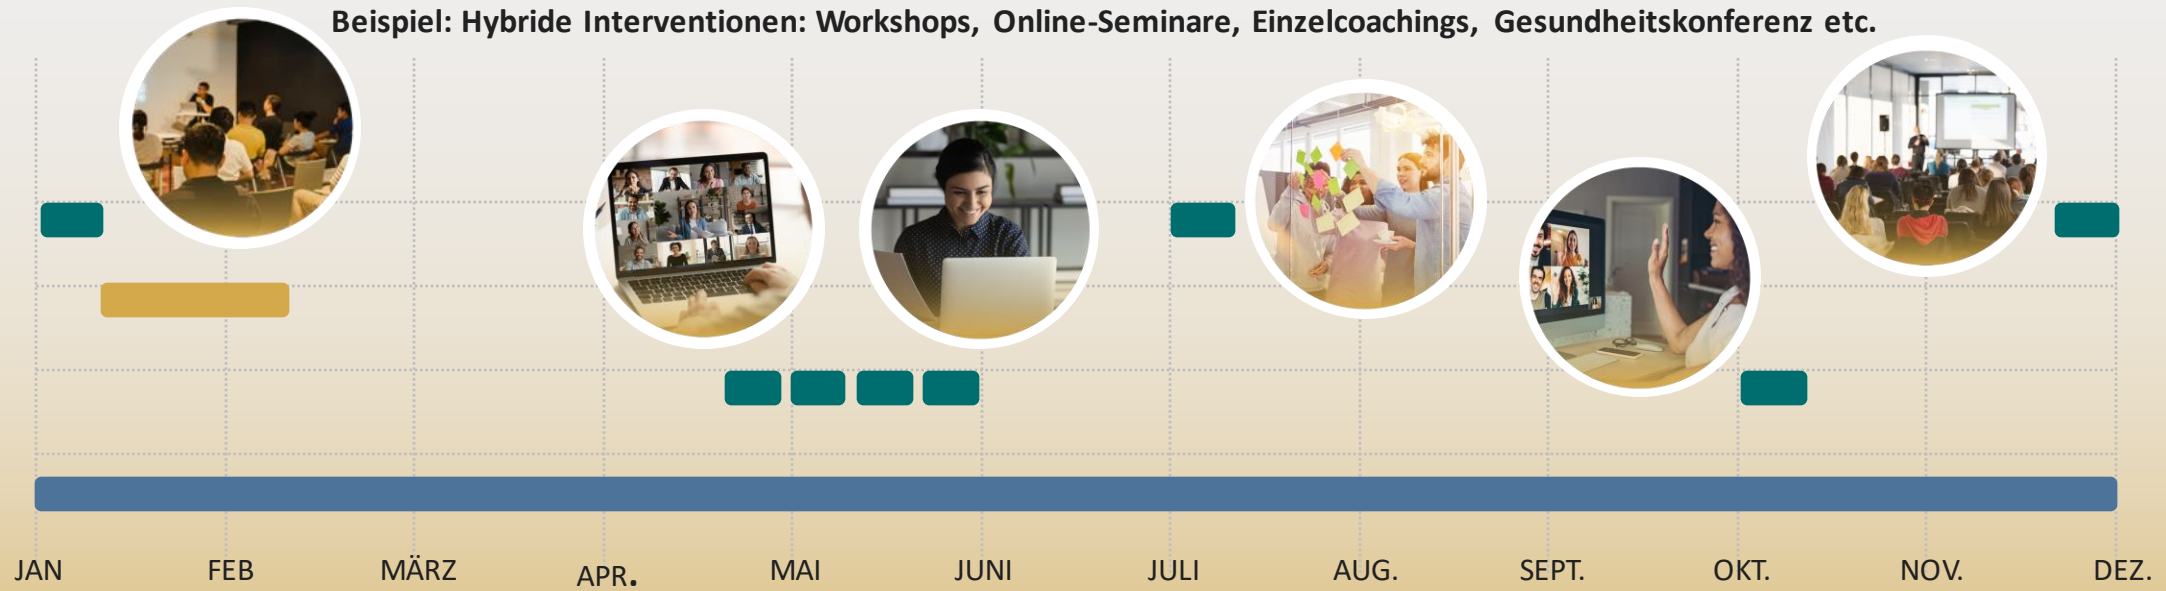 Beispiel: Hybride Interventionen: Workshops, Online-Seminare, Einzelcoachings, Gesundheitskonferenz etc.
JAN FEB MÄRZ APR. MAI JUNI JULI AUG. SEPT. OKT. NOV. DEZ.